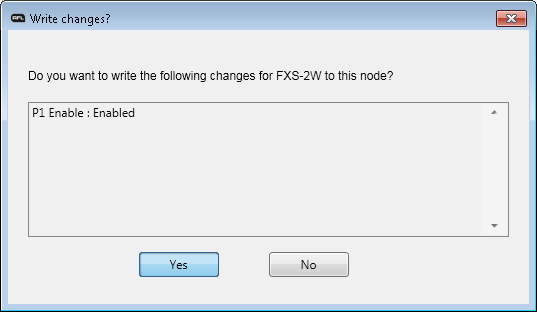 AFL Write changes?
Do you want to write the following changes for FXS-2W to this node?
P1 Enable : Enabled
Yes No